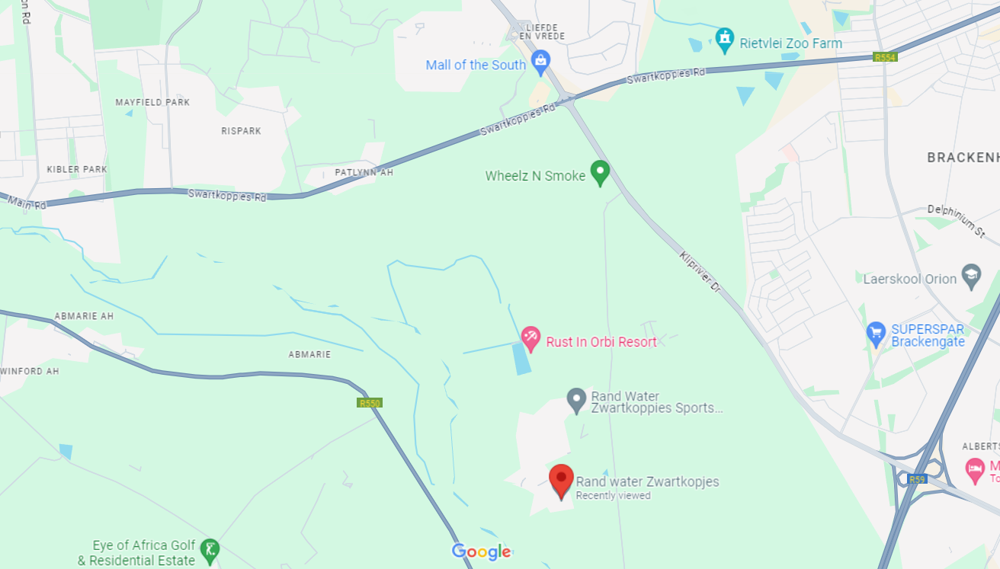 on Rd
LIEFDE
EN VREDE
Rietvlei Zoo Farm
R554
Mall of the South
Swartkoppies Rd
MAYFIELD PARK
Swartkoppies Rd
RISPARK
BRACKENH
KIBLER PARK
PATLYNN AH
Wheelz N Smoke
Main Rd
Swartkoppies Rd
Delphinium St
Kliprivier Dr
Laerskool Orion
ABMARIE AH
SUPERSPAR
Brackengate
Rust In Orbi Resort
ABMARIE
WINFORD AH
R550
Rand Water
Zwartkoppies Sports...
ALBERTS
M
To
R59
Rand water Zwartkopjes
Recently viewed
Eye of Africa Golf
& Residential Estate
Google